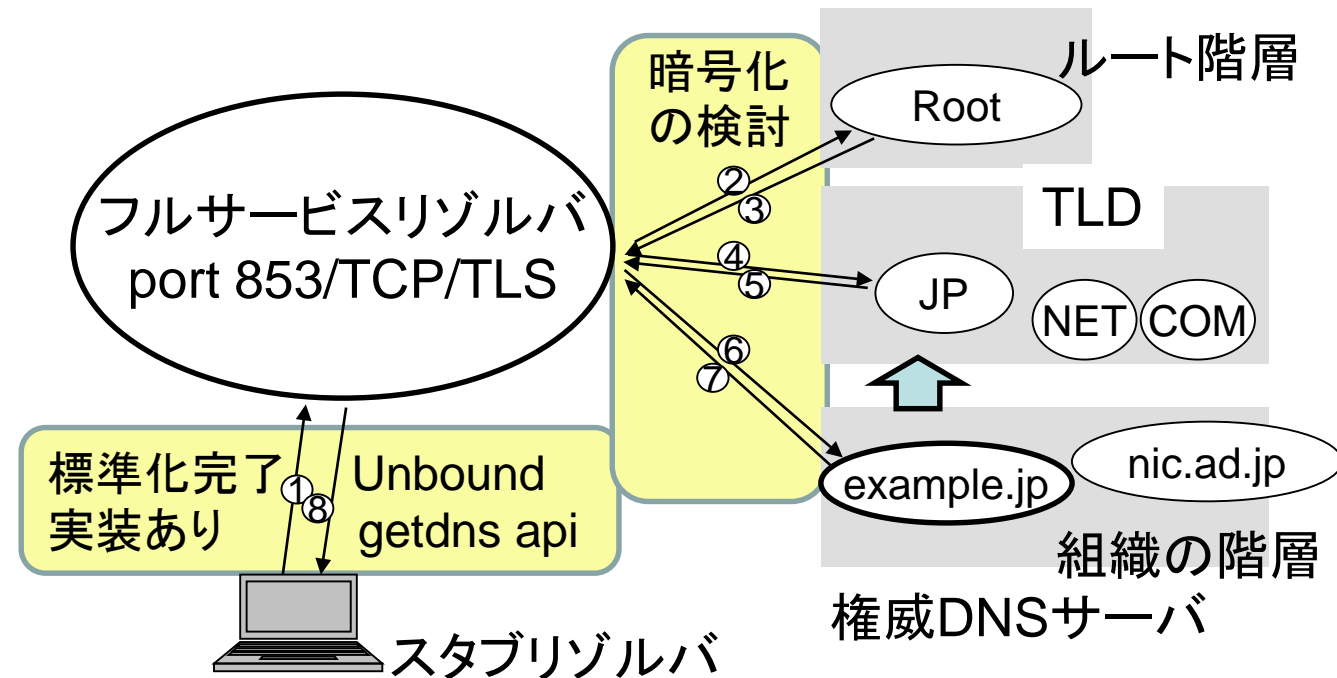 暗号化
の検討
ルート階層
Root
②
③
フルサービスリゾルバ
port 853/TCP/TLS
TLD
④
⑤
JP
NET
COM
⑥
⑦
標準化完了
実装あり
①
⑧
Unbound
getdns api
example.jp
nic.ad.jp
組織の階層
権威DNSサーバ
スタブリゾルバ